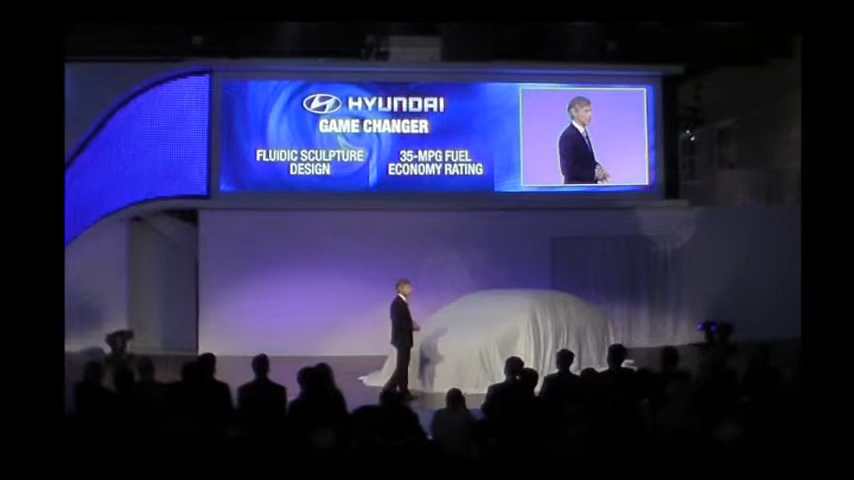 HYUNDAI
GAME CHANGER
FLUIDIC SCULPTURE
DESIGN
35-MPG FUEL
ECONOMY RATING